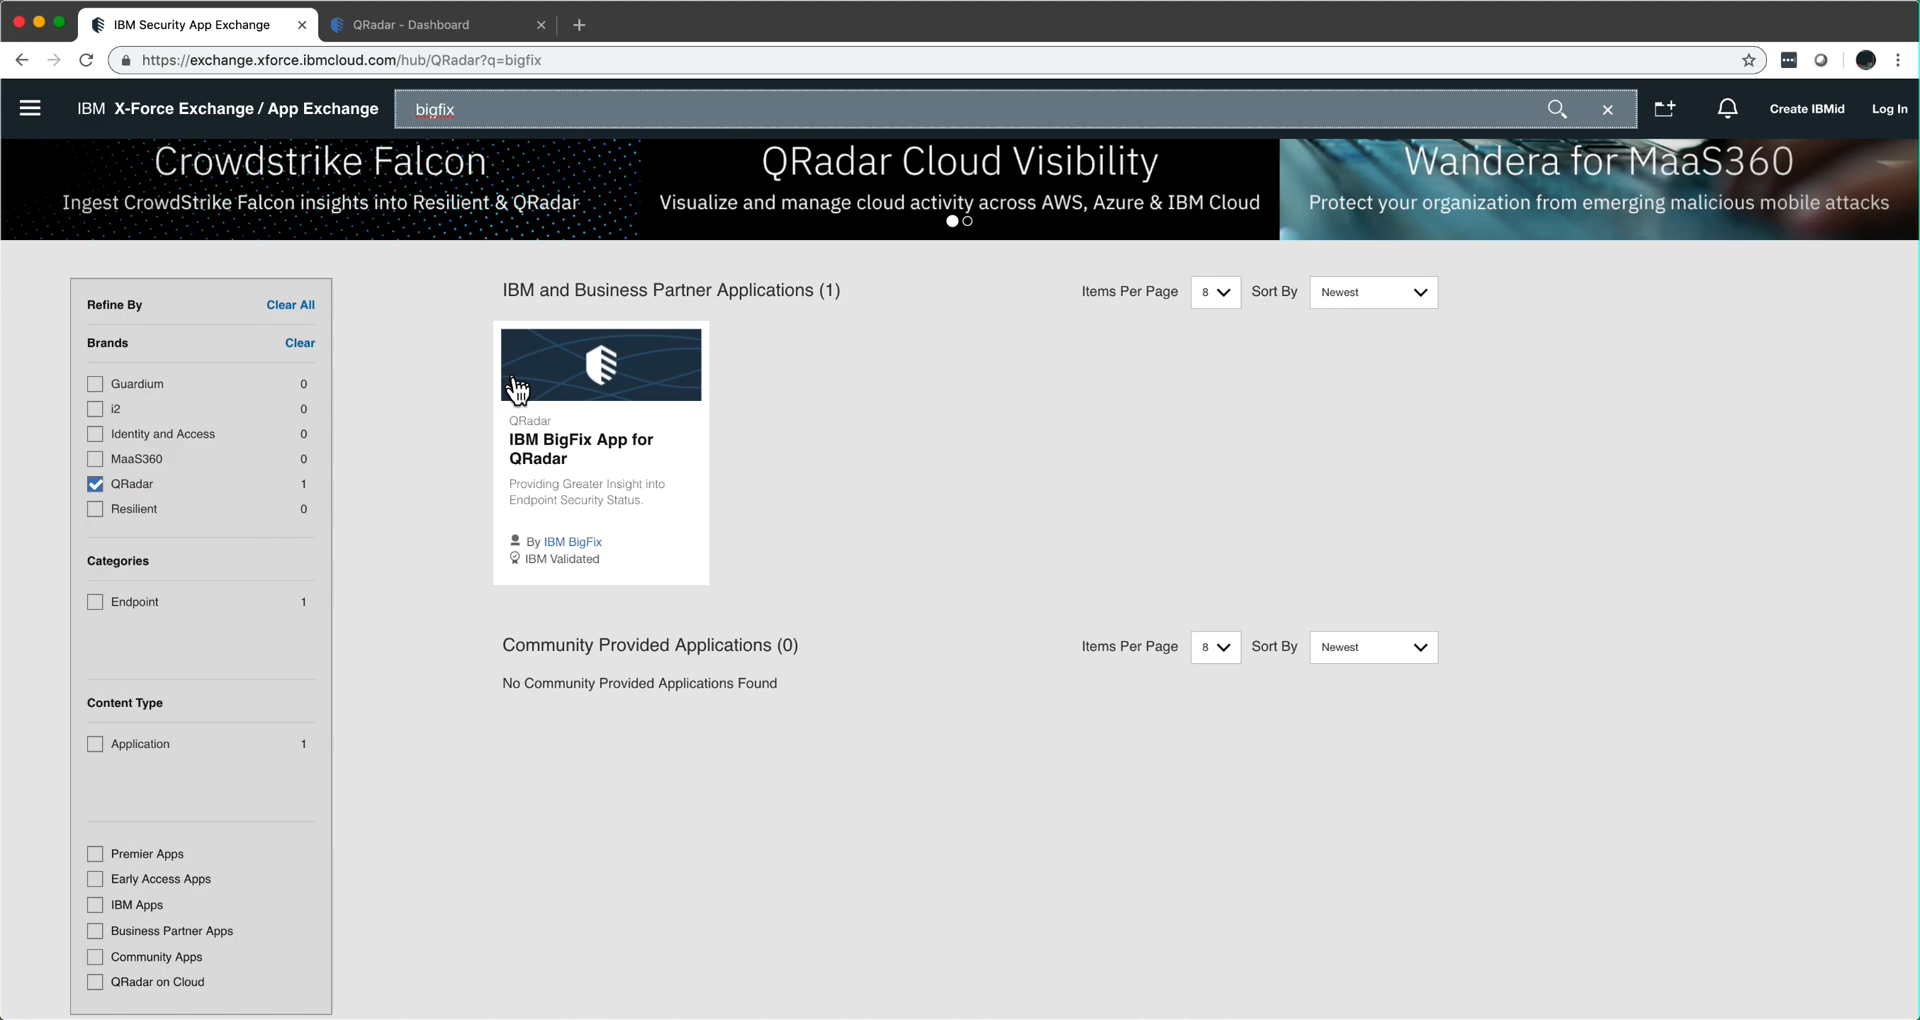 IBM Security App Exchange
QRadar - Dashboard
https://exchange.xforce.ibmcloud.com/hub/QRadar?q=bigfix
IBM X-Force Exchange / App Exchange
bigfix
Create IBMid
Log In
Crowdstrike Falcon
Ingest CrowdStrike Falcon insights into Resilient & QRadar
QRadar Cloud Visibility
Visualize and manage cloud activity across AWS, Azure & IBM Cloud
Wandera for MaaS360
Protect your organization from emerging malicious mobile attacks
Refine By Clear All
Brands Clear
Guardium 0
i2 0
Identity and Access 0
MaaS360 0
QRadar 1
Resilient 0
Categories
Endpoint 1
Content Type
Application 1
Premier Apps
Early Access Apps
IBM Apps
Business Partner Apps
Community Apps
QRadar on Cloud
IBM and Business Partner Applications (1)
Items Per Page 8 Sort By Newest
QRadar
IBM BigFix App for
QRadar
Providing Greater Insight into
Endpoint Security Status.
By IBM BigFix
IBM Validated
Community Provided Applications (0)
Items Per Page 8 Sort By Newest
No Community Provided Applications Found